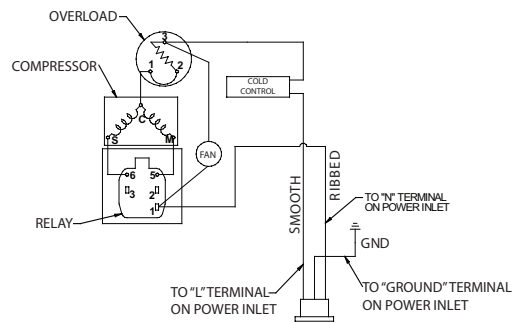 OVERLOAD
3
1 2
COMPRESSOR
COLD
CONTROL
C
S M
FAN
6 5
3 2
1
RELAY
SMOOTH
RIBBED
TO "N" TERMINAL
ON POWER INLET
GND
TO "L" TERMINAL
ON POWER INLET
TO "GROUND" TERMINAL
ON POWER INLET